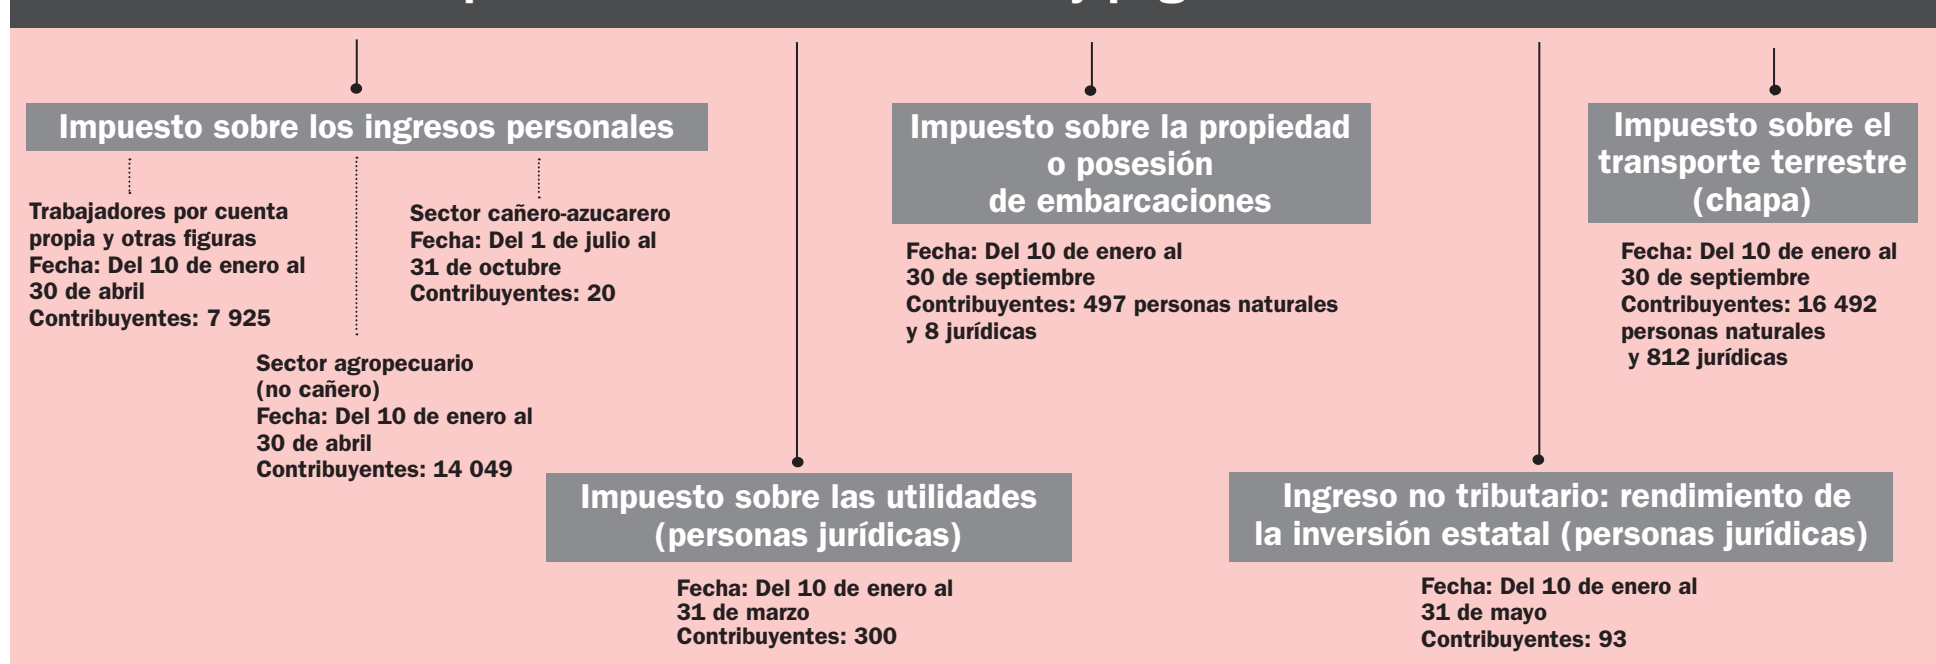 Impuesto sobre los ingresos personales
Trabajadores por cuenta
propia y otras figuras
Fecha: Del 10 de enero al
30 de abril
Contribuyentes: 7 925
Sector agropecuario
(no cañero)
Fecha: Del 10 de enero al
30 de abril
Contribuyentes: 14 049
Sector cañero-azucarero
Fecha: Del 1 de julio al
31 de octubre
Contribuyentes: 20
Impuesto sobre las utilidades
(personas jurídicas)
Fecha: Del 10 de enero al
31 de marzo
Contribuyentes: 300
Impuesto sobre la propiedad
o posesión
de embarcaciones
Fecha: Del 10 de enero al
30 de septiembre
Contribuyentes: 497 personas naturales
y 8 jurídicas
Ingreso no tributario: rendimiento de
la inversión estatal (personas jurídicas)
Fecha: Del 10 de enero al
31 de mayo
Contribuyentes: 93
Impuesto sobre el
transporte terrestre
(chapa)
Fecha: Del 10 de enero al
30 de septiembre
Contribuyentes: 16 492
personas naturales
y 812 jurídicas